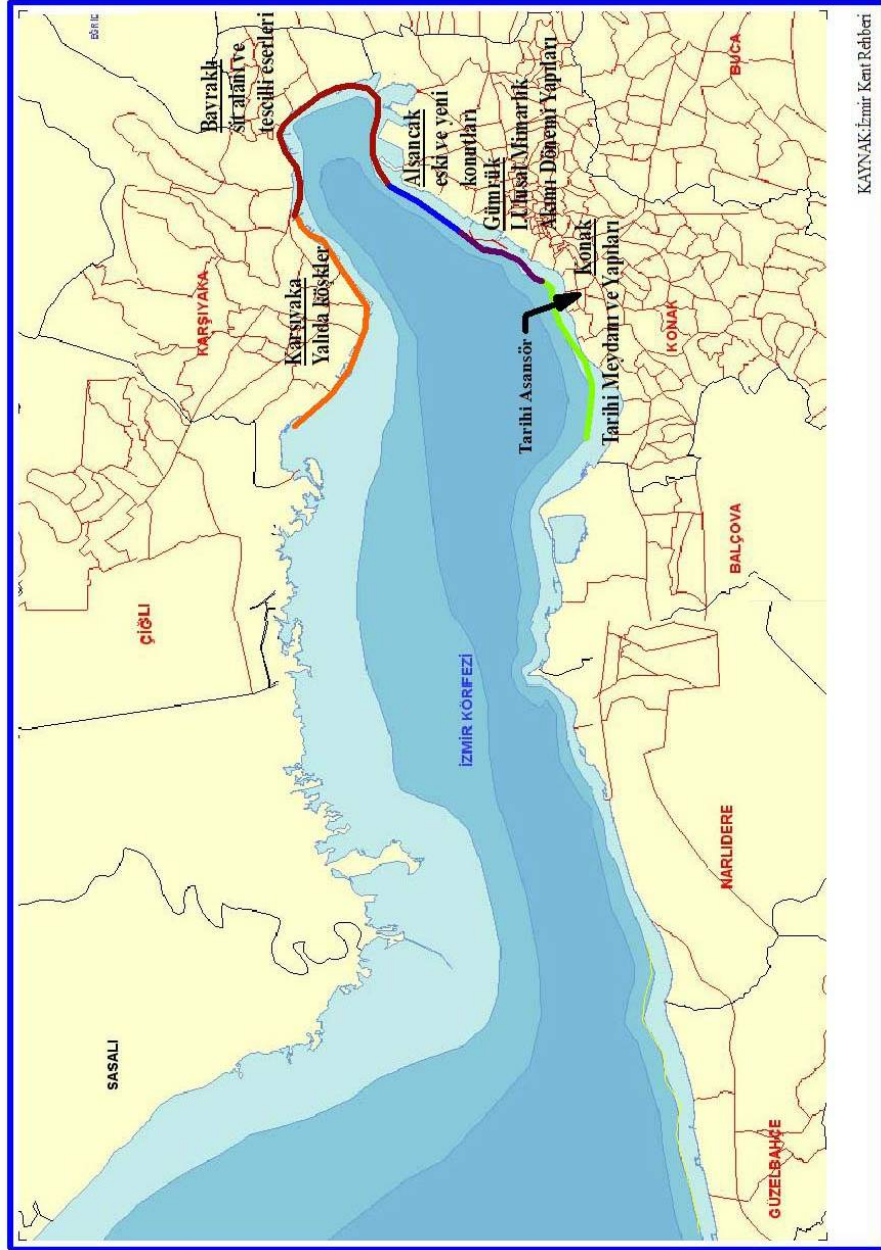 SASALI
ÇİĞLİ
KARŞIYAKA
Karşıyaka
Yalıda köşkler
Bayraklı
sit alanı ve
tescilli eserleri
Alsancak
eski ve yeni
konutları
Gümrük
I.Ulusal Mimarlık
Akımı Dönemi Yapıları
Konak
Tarihi Meydanı ve Yapıları
Tarihi Asansör
İZMİR KÖRFEZİ
GÜZELBAHÇE
NARLIDERE
BALÇOVA
KONAK
BUCA
KAYNAK:İzmir Kent Rehberi